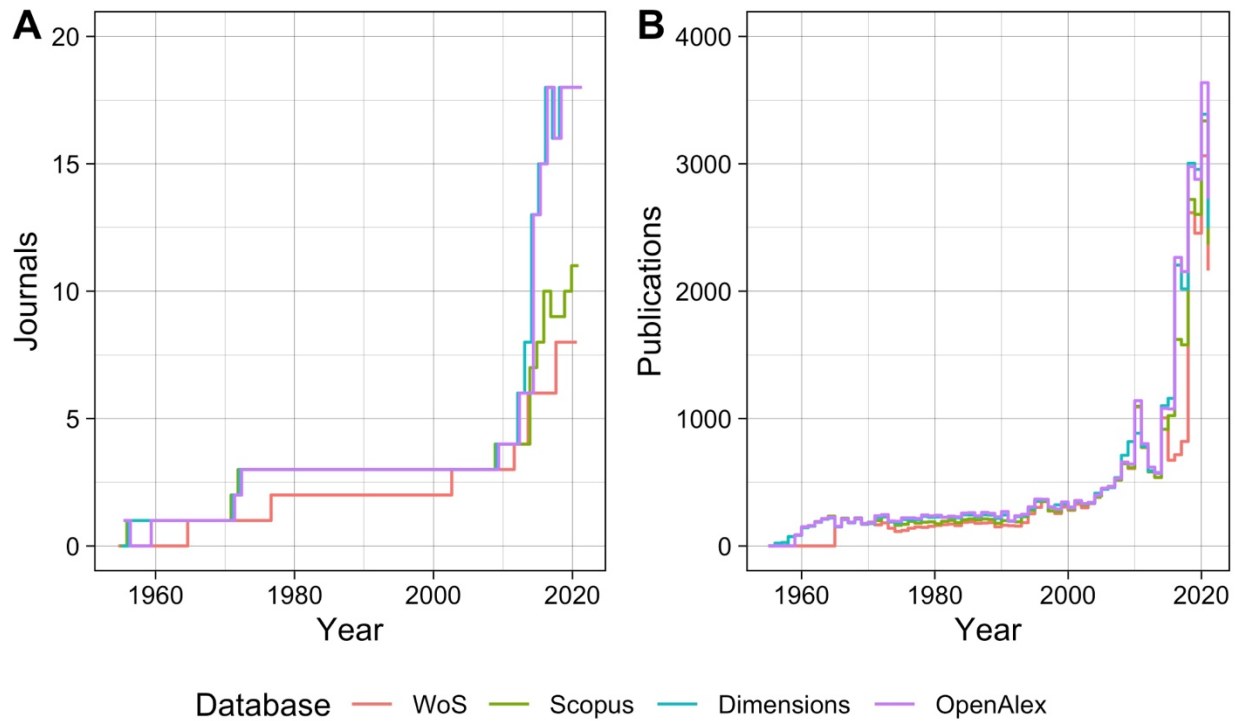 A
20
15
10
5
0
Journals
1960 1980 2000 2020
Year
B
4000
3000
2000
1000
0
Publications
1960 1980 2000 2020
Year
Database WoS Scopus Dimensions OpenAlex